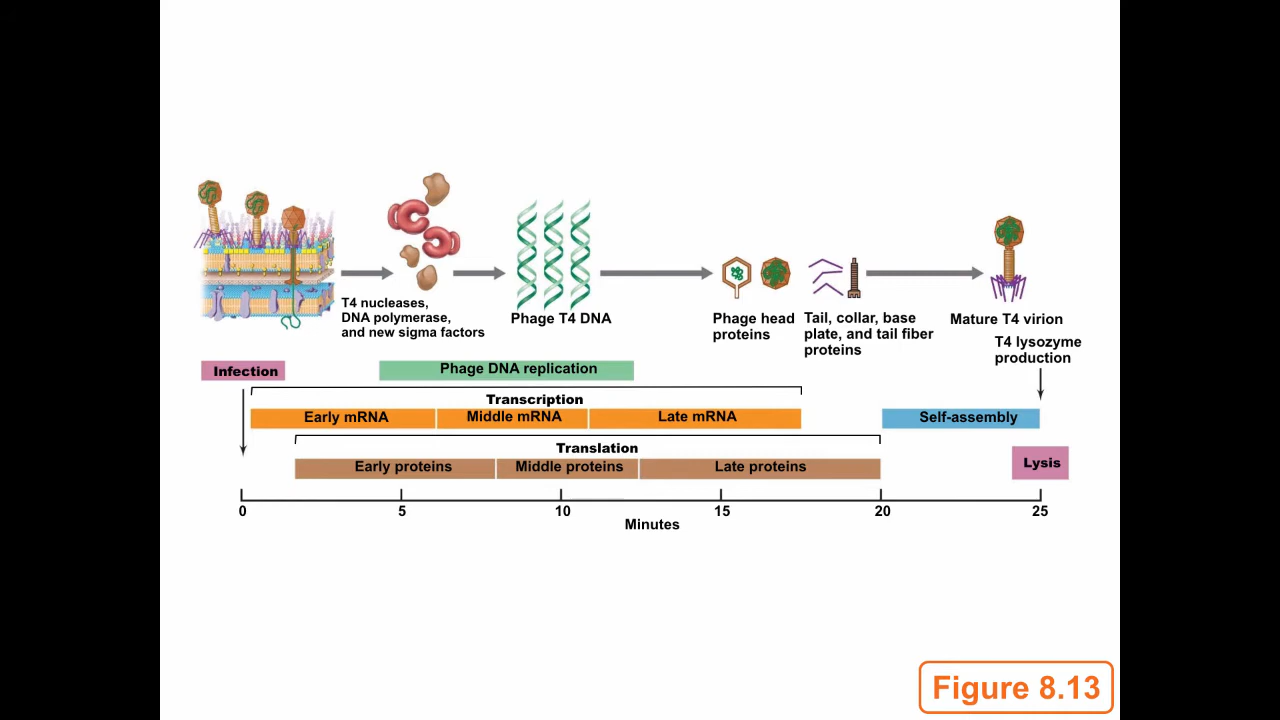 T4 nucleases,
DNA polymerase,
and new sigma factors
Phage T4 DNA
Phage head
proteins
Tail, collar, base
plate, and tail fiber
proteins
Mature T4 virion
T4 lysozyme
production
Infection
Phage DNA replication
Transcription
Early mRNA
Middle mRNA
Late mRNA
Self-assembly
Translation
Early proteins
Middle proteins
Late proteins
Lysis
0
5
10
15
20
25
Minutes
Figure 8.13